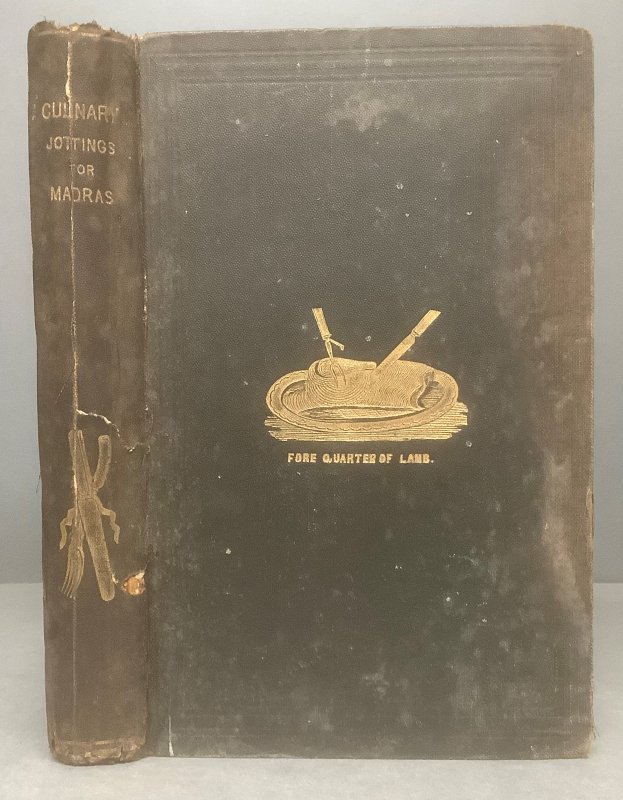 CULINARY
JOTTINGS
FOR
MADRAS
FORE QUARTER OF LAMB.